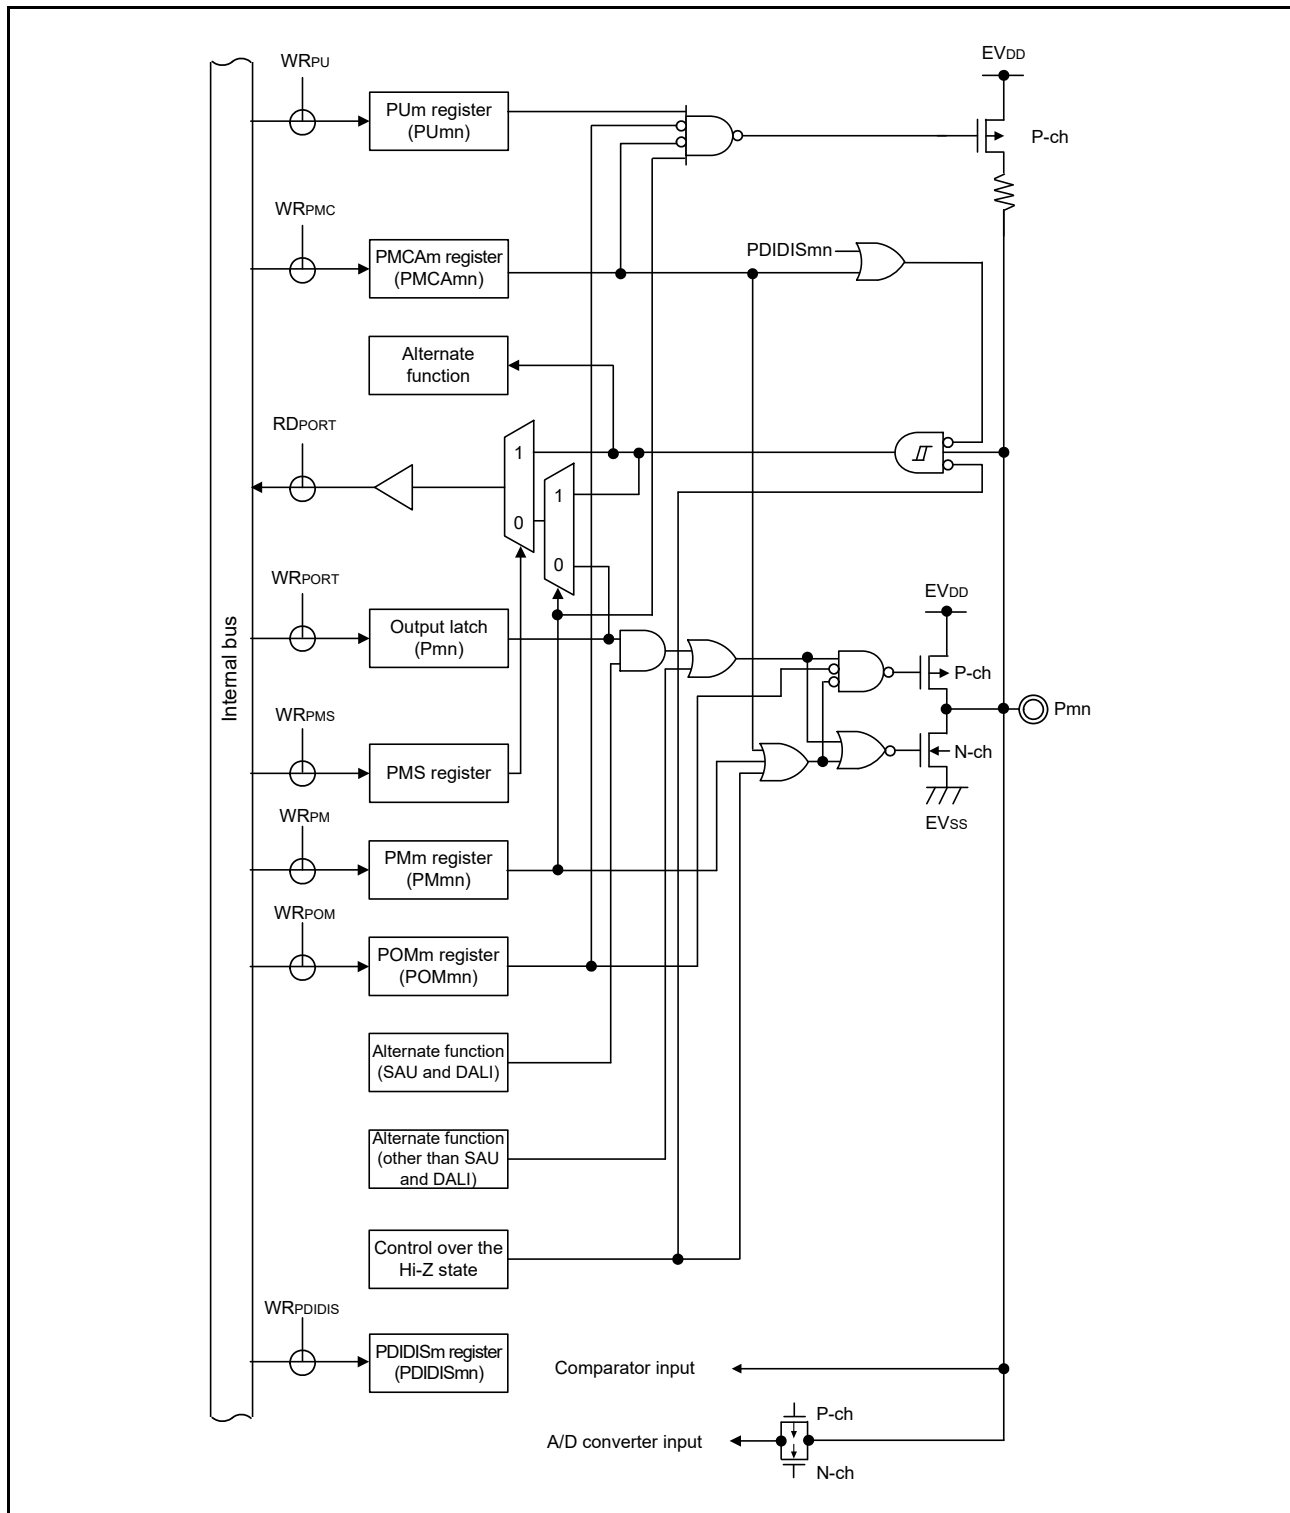 WRPU
PUm register
(PUmn)
EVDD
P-ch
WRPMC
PMCAm register
(PMCAmn)
PDIDISmn
Alternate
function
RDPORT
1
1
0
0
WRPORT
Output latch
(Pmn)
EVDD
P-ch
Pmn
N-ch
EVSS
Internal bus
WRPMS
PMS register
WRPM
PMm register
(PMmn)
WRPOM
POMm register
(POMmn)
Alternate function
(SAU and DALI)
Alternate function
(other than SAU
and DALI)
Control over the
Hi-Z state
WRPDIDIS
PDIDISm register
(PDIDISmn)
Comparator input
P-ch
A/D converter input
N-ch